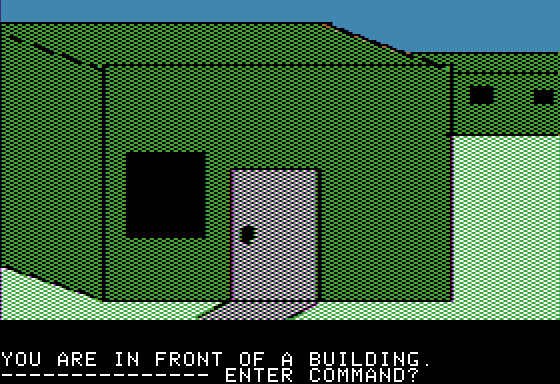 YOU ARE IN FRONT OF A BUILDING.
--------------- ENTER COMMAND?